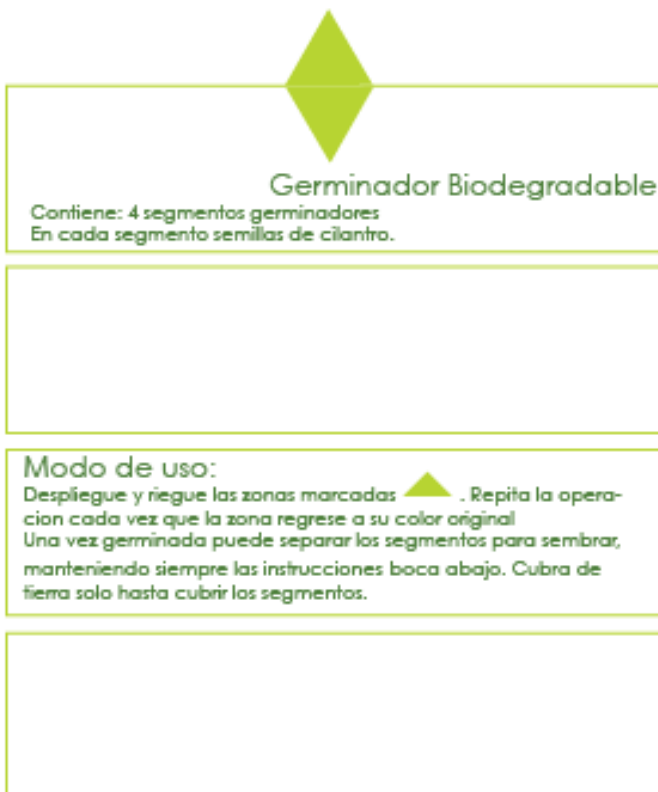 Germinador Biodegradable
Contiene: 4 segmentos germinadores
En cada segmento semillas de cilantro.
Modo de uso:
Despliegue y riegue las zonas marcadas . Repita la opera-
cion cada vez que la zona regrese a su color original
Una vez germinada puede separar los segmentos para sembrar,
manteniendo siempre las instrucciones boca abajo. Cubra de
tierra solo hasta cubrir los segmentos.